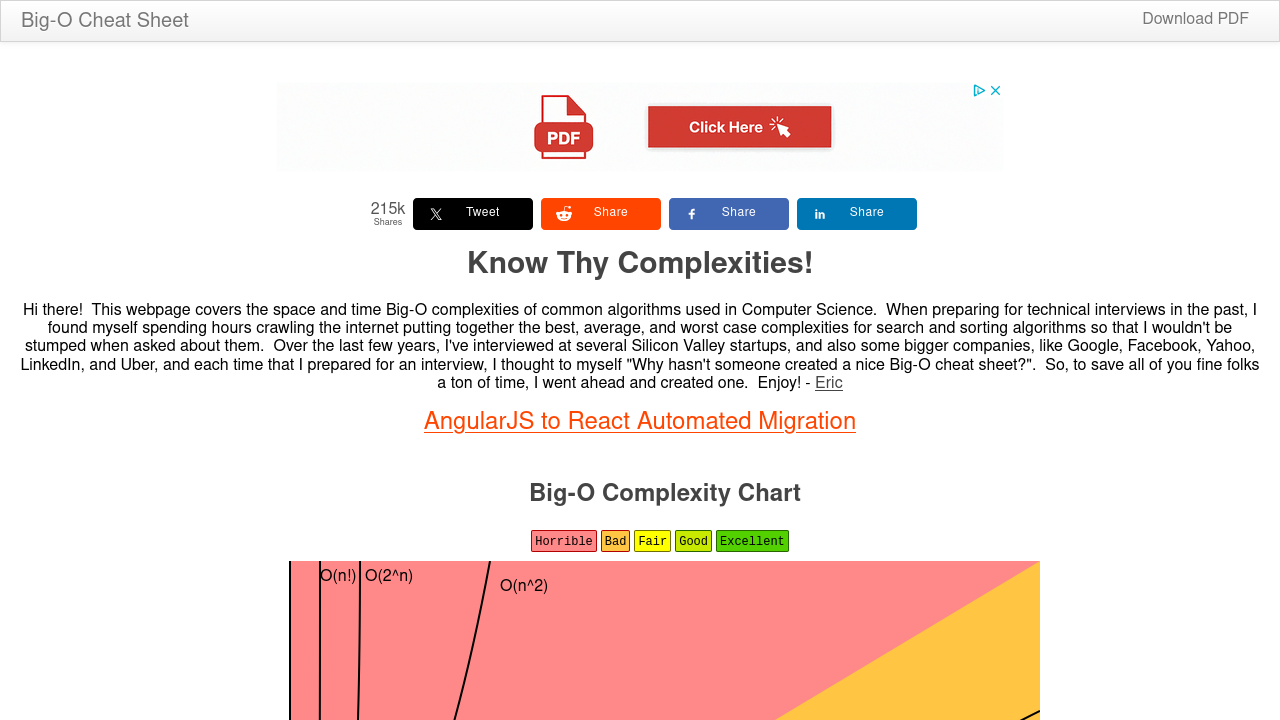 Big-O Cheat Sheet
Download PDF
PDF
Click Here
215k
Shares
Tweet
Share
Share
Share
Know Thy Complexities!
Hi there!  This webpage covers the space and time Big-O complexities of common algorithms used in Computer Science.  When preparing for technical interviews in the past, I
found myself spending hours crawling the internet putting together the best, average, and worst case complexities for search and sorting algorithms so that I wouldn't be
stumped when asked about them.  Over the last few years, I've interviewed at several Silicon Valley startups, and also some bigger companies, like Google, Facebook, Yahoo,
LinkedIn, and Uber, and each time that I prepared for an interview, I thought to myself "Why hasn't someone created a nice Big-O cheat sheet?".  So, to save all of you fine folks
a ton of time, I went ahead and created one.  Enjoy! - Eric
AngularJS to React Automated Migration
Big-O Complexity Chart
Horrible Bad Fair Good Excellent
O(n!) O(2^n)
O(n^2)